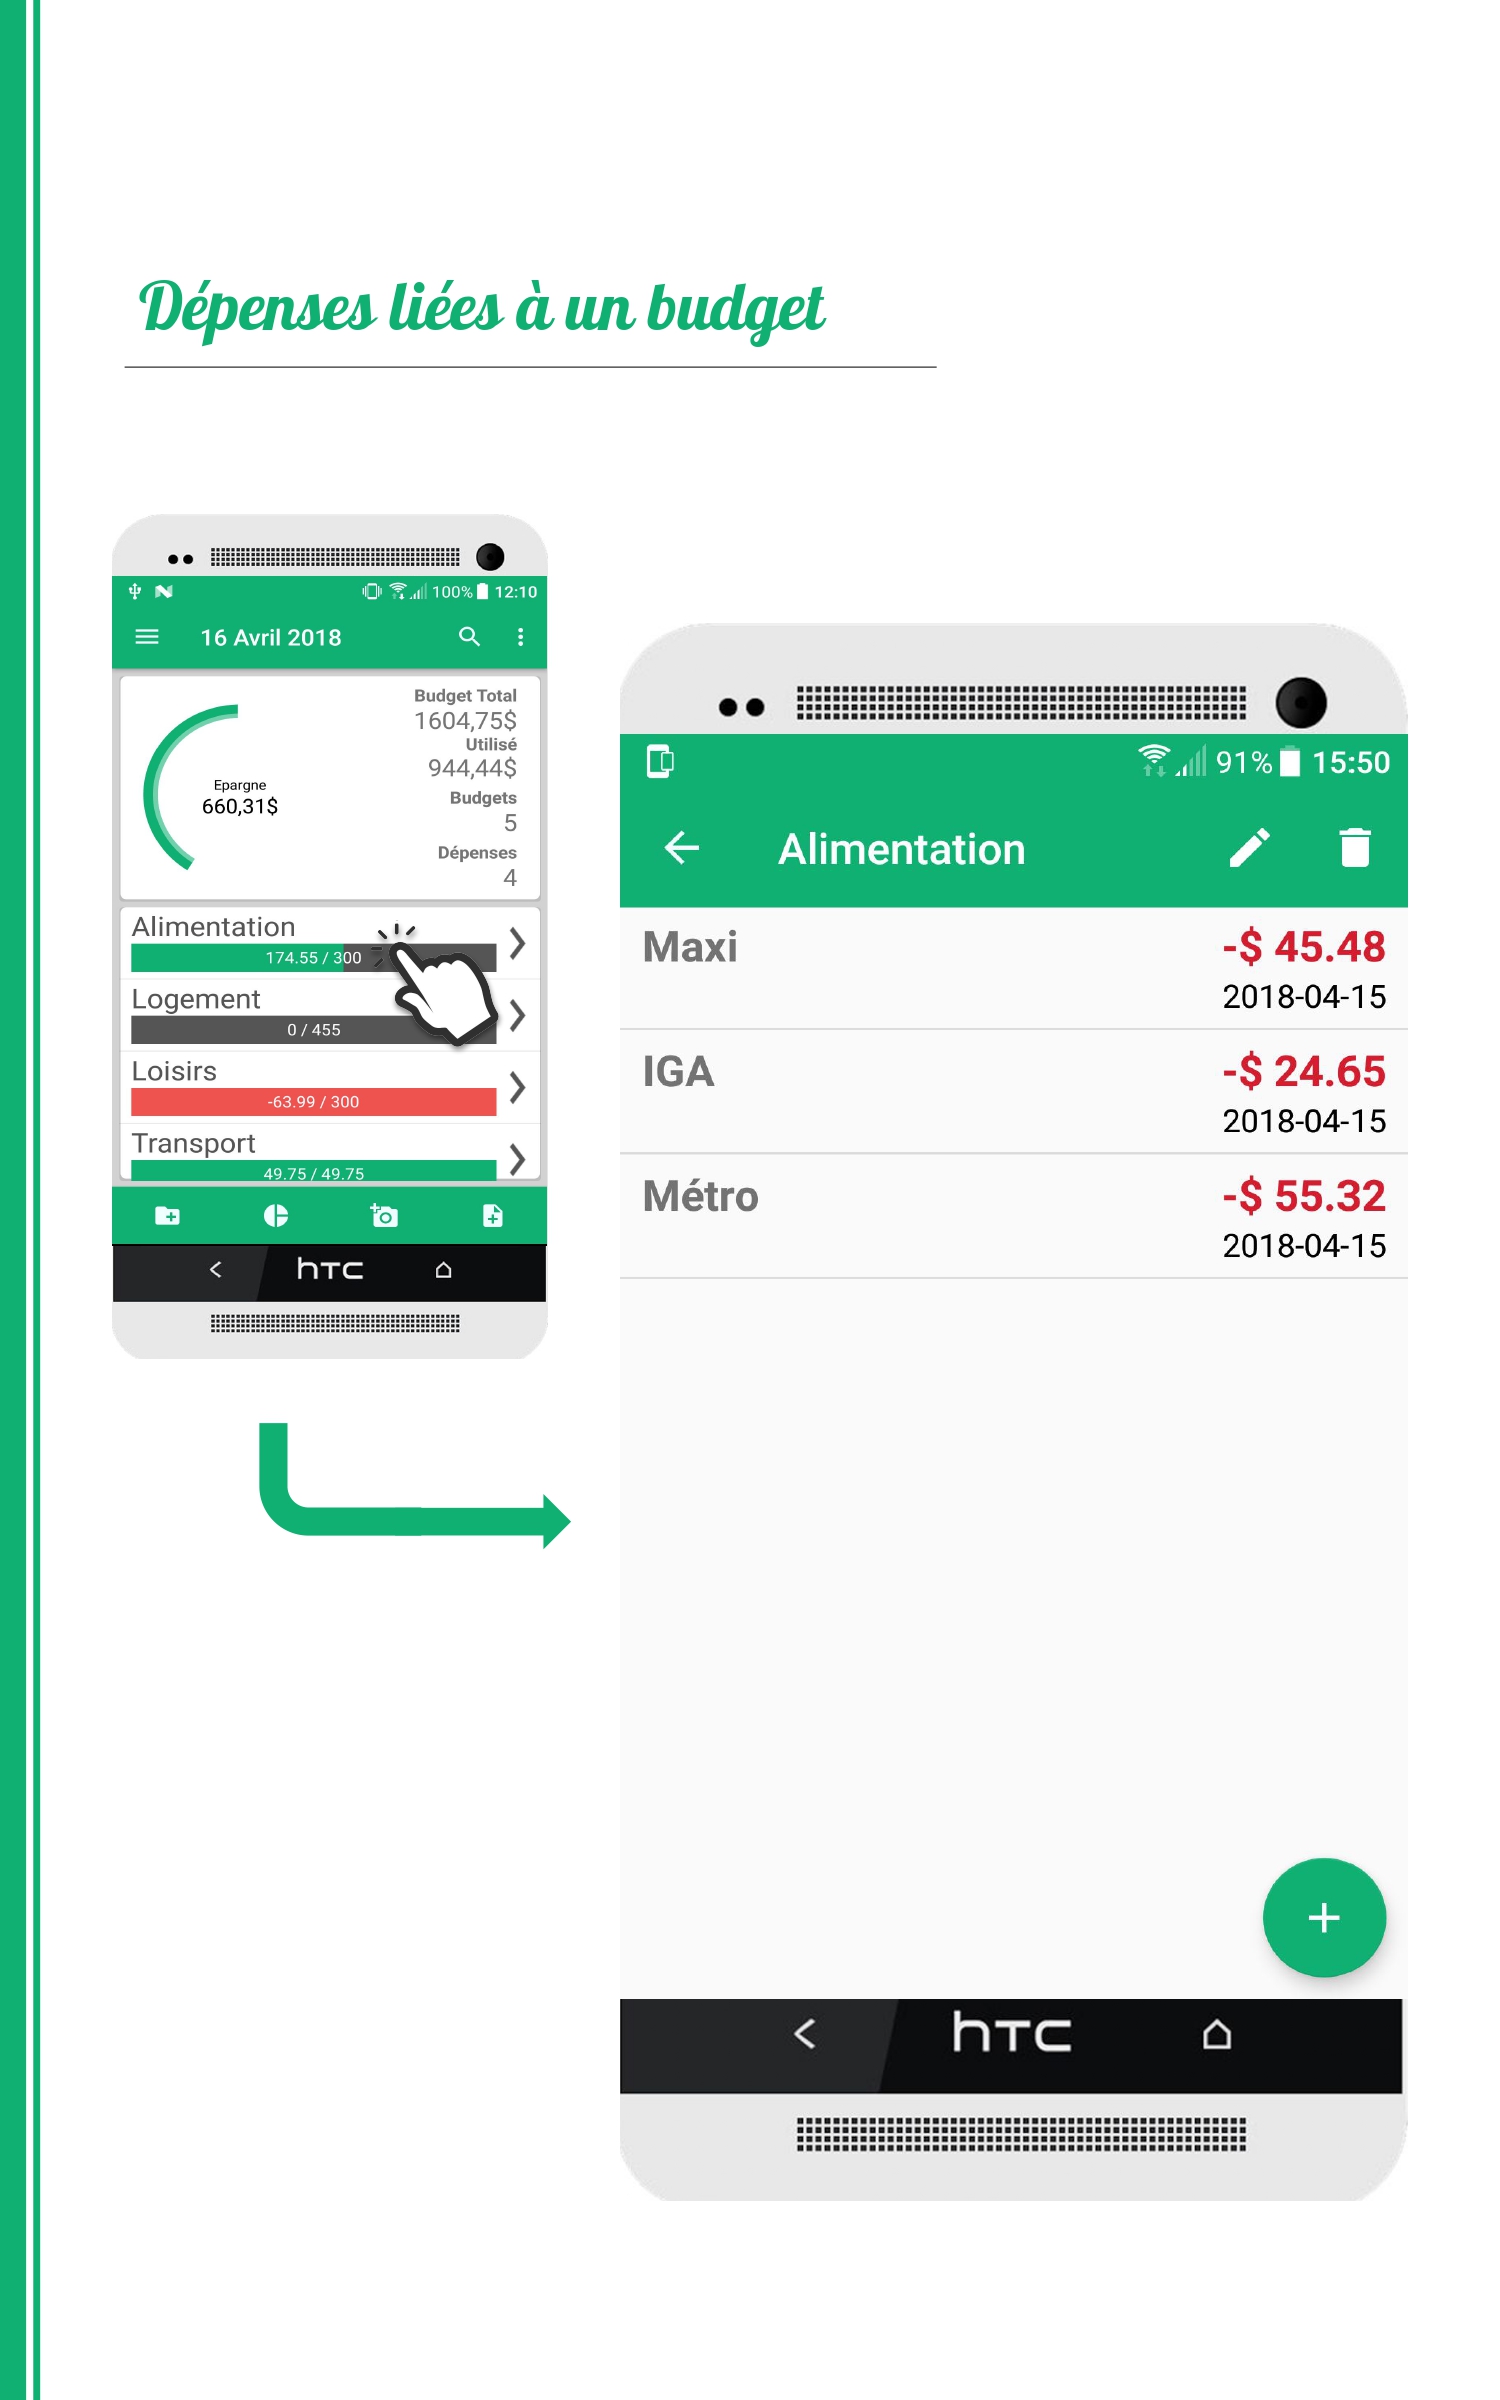 Dépenses liées à un budget
100% 12:10
16 Avril 2018
Budget Total
1604,75$
Utilisé
944,44$
Epargne
660,31$
Budgets
5
Dépenses
4
Alimentation
174.55 / 300
Logement
0 / 455
Loisirs
-63.99 / 300
Transport
49.75 / 49.75
hTC
91% 15:50
Alimentation
Maxi -$ 45.48
2018-04-15
IGA -$ 24.65
2018-04-15
Métro -$ 55.32
2018-04-15
hTC